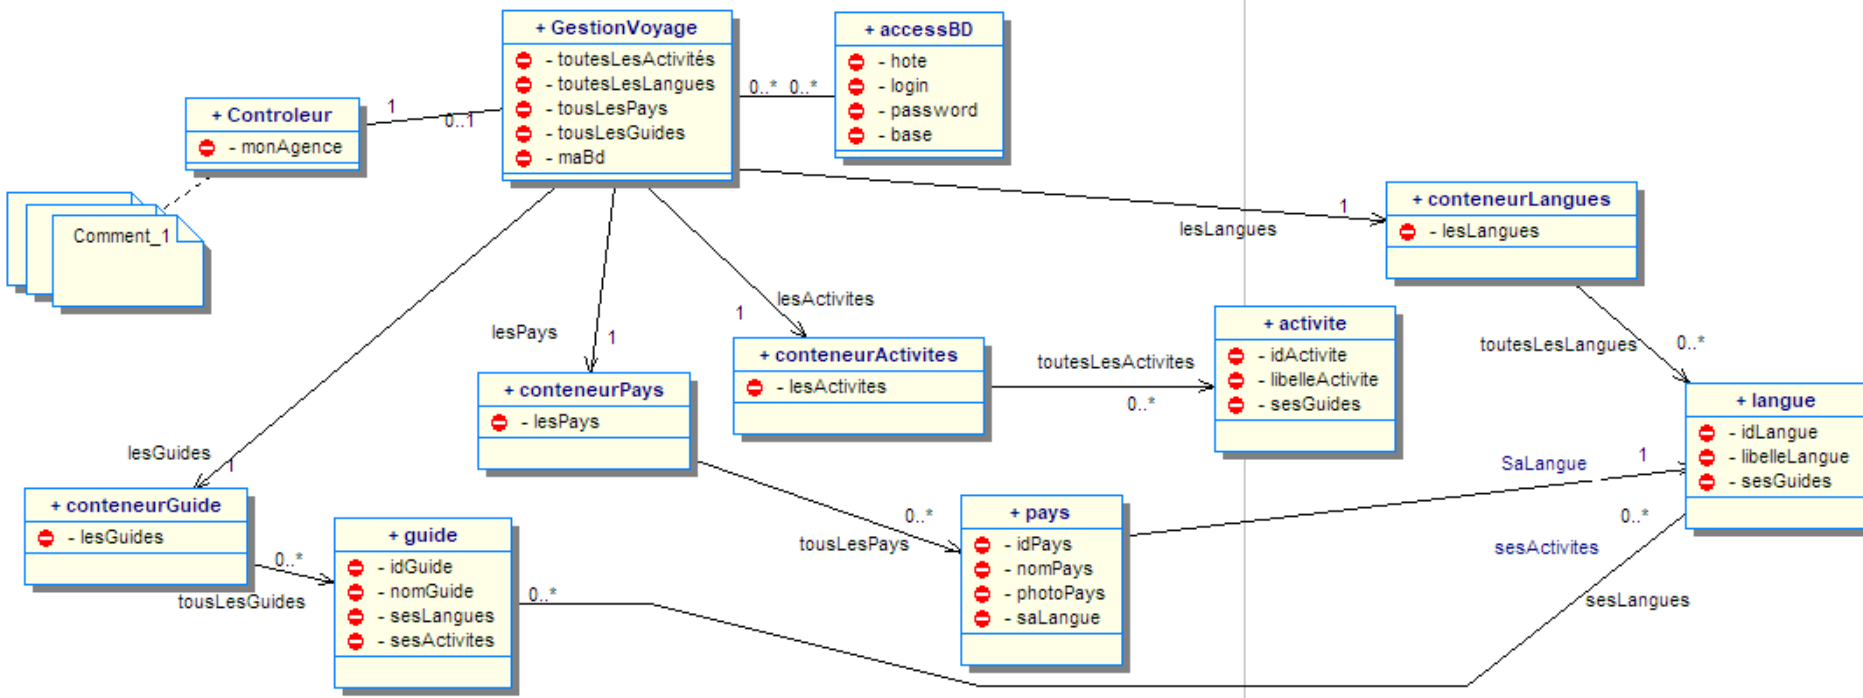 + GestionVoyage
- toutesLesActivités
- toutesLesLangues
- tousLesPays
- tousLesGuides
- maBd
+ accessBD
- hote
- login
- password
- base
0..* 0..*
+ Controleur
- monAgence
1
0..1
Comment_1
+ conteneurLangues
- lesLangues
lesLangues
1
lesActivites
1
lesPays
1
lesGuides
1
+ conteneurActivites
- lesActivites
toutesLesActivites
0..*
+ activite
- idActivite
- libelleActivite
- sesGuides
toutesLesLangues
0..*
+ conteneurPays
- lesPays
+ langue
- idLangue
- libelleLangue
- sesGuides
+ conteneurGuide
- lesGuides
0..*
tousLesGuides
+ guide
- idGuide
- nomGuide
- sesLangues
- sesActivites
0..*
0..*
tousLesPays
+ pays
- idPays
- nomPays
- photoPays
- saLangue
SaLangue
1
0..*
sesActivites
sesLangues